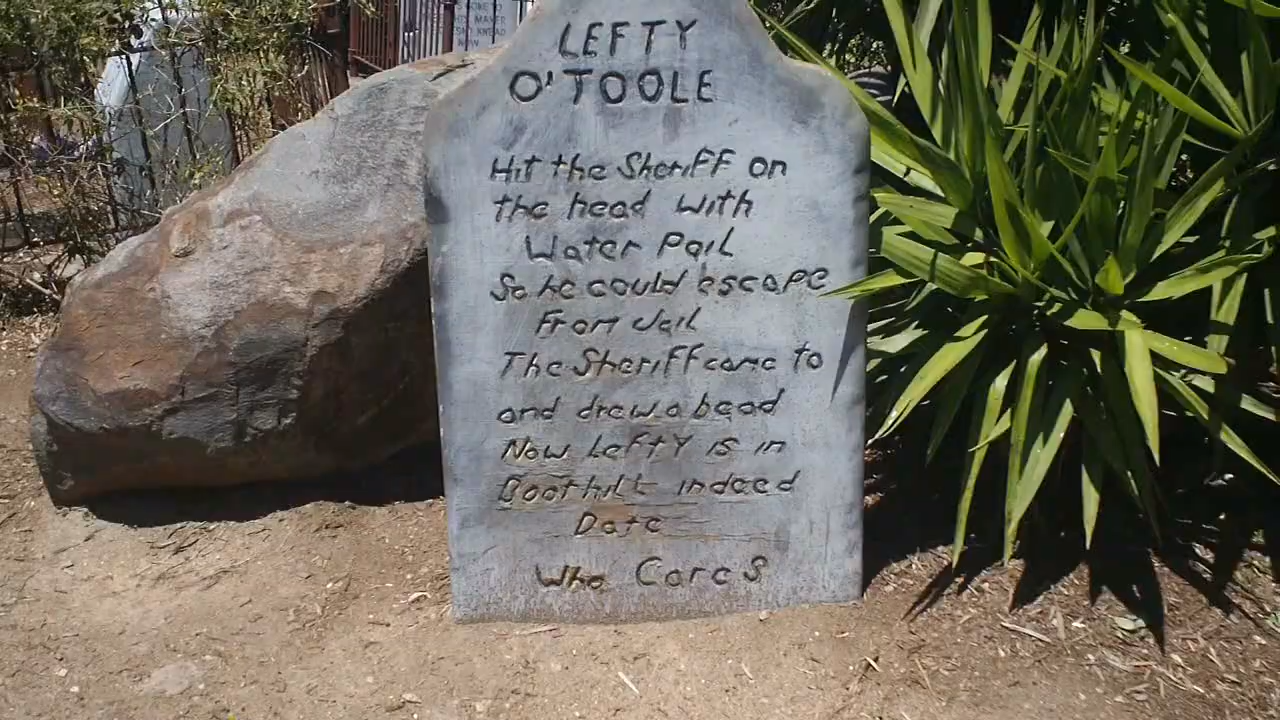 LEFTY
O'TOOLE
Hit the Sheriff on
the head with
Water Pail
So he could escape
From Jail
The Sheriff came to
and drew a bead
Now Lefty is in
Boothill indeed
Date
Who Cares